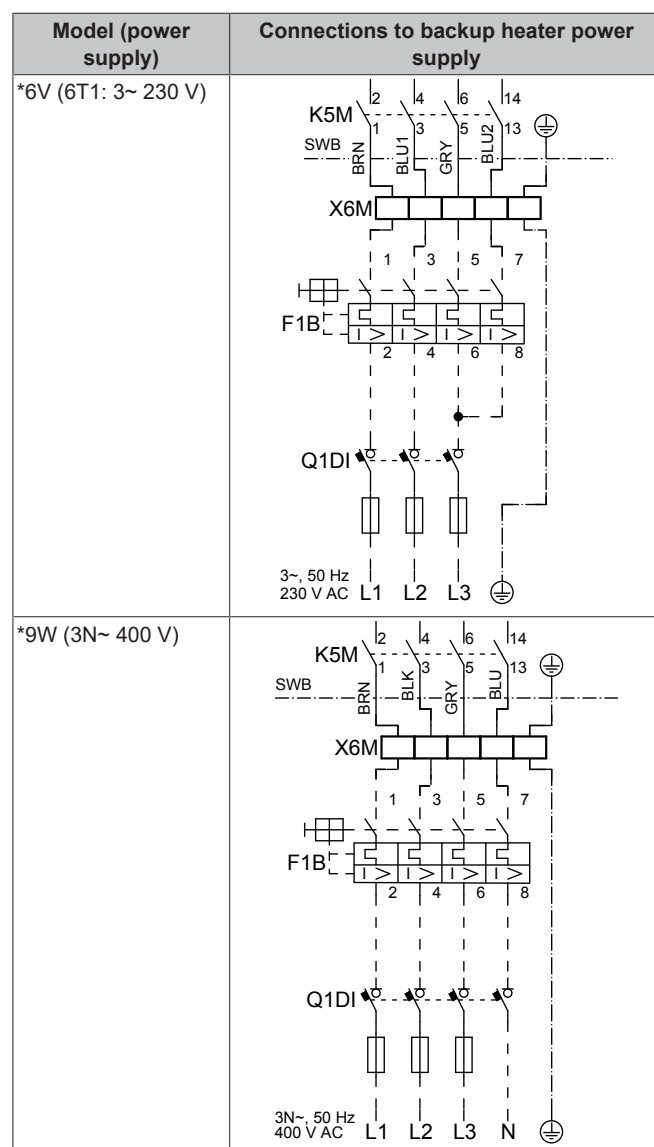 Model (power supply)
Connections to backup heater power supply
*6V (6T1: 3~ 230 V)
2 4 6 14
K5M
1 3 5 13
SWB
BRN BLU1 GRY BLU2
X6M
1 3 5 7
F1B
I > I > I > I >
2 4 6 8
Q1DI
3~, 50 Hz
230 V AC L1 L2 L3
*9W (3N~ 400 V)
2 4 6 14
K5M
1 3 5 13
SWB
BRN BLK GRY BLU
X6M
1 3 5 7
F1B
I > I > I > I >
2 4 6 8
Q1DI
3N~, 50 Hz
400 V AC L1 L2 L3 N